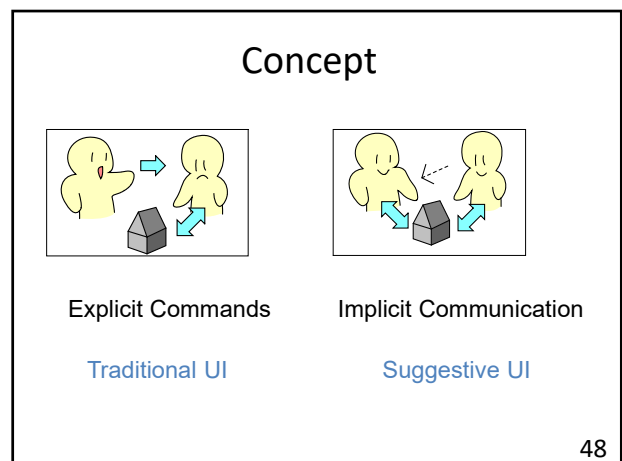 Concept
Explicit Commands
Implicit Communication
Traditional UI
Suggestive UI
48